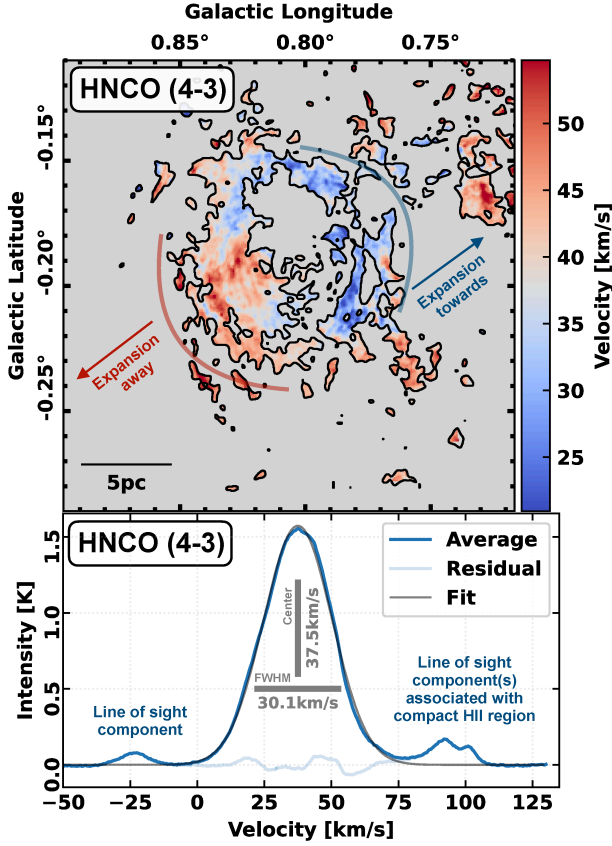 Galactic Longitude
0.85° 0.80° 0.75°
HNCO (4-3)
Galactic Latitude
-0.15°
-0.20°
-0.25°
Expansion
towards
Expansion
away
5pc
50
45
40
35
30
25
Velocity [km/s]
HNCO (4-3)
Average
Residual
Fit
Center
37.5km/s
FWHM
30.1km/s
Line of sight
component
Line of sight
component(s)
associated with
compact HII region
Intensity [K]
1.5
1.0
0.5
0.0
−50 −25 0 25 50 75 100 125
Velocity [km/s]